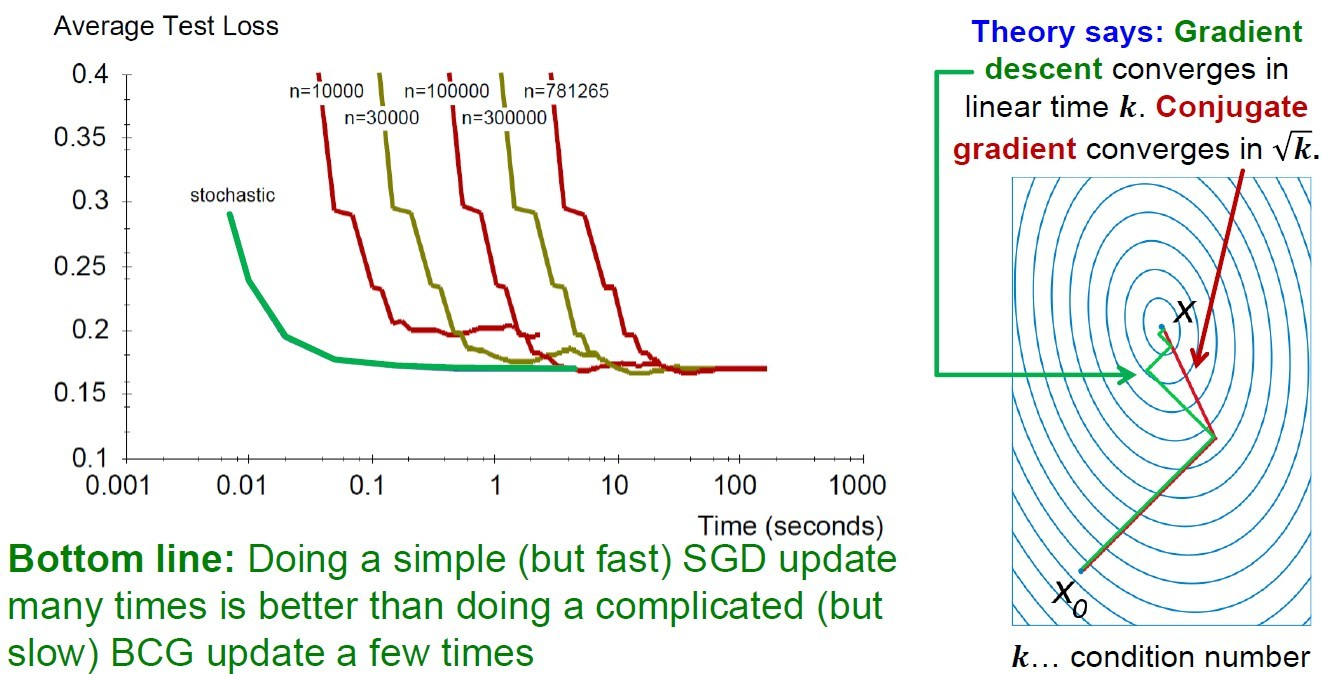 Average Test Loss
0.4
0.35
0.3
0.25
0.2
0.15
0.1
n=10000
n=100000
n=781265
n=30000
n=300000
stochastic
0.001
0.01
0.1
1
10
100
1000
Time (seconds)
Bottom line: Doing a simple (but fast) SGD update
many times is better than doing a complicated (but
slow) BCG update a few times
Theory says: Gradient
descent converges in
linear time k. Conjugate
gradient converges in √k.
X
X₀
k… condition number